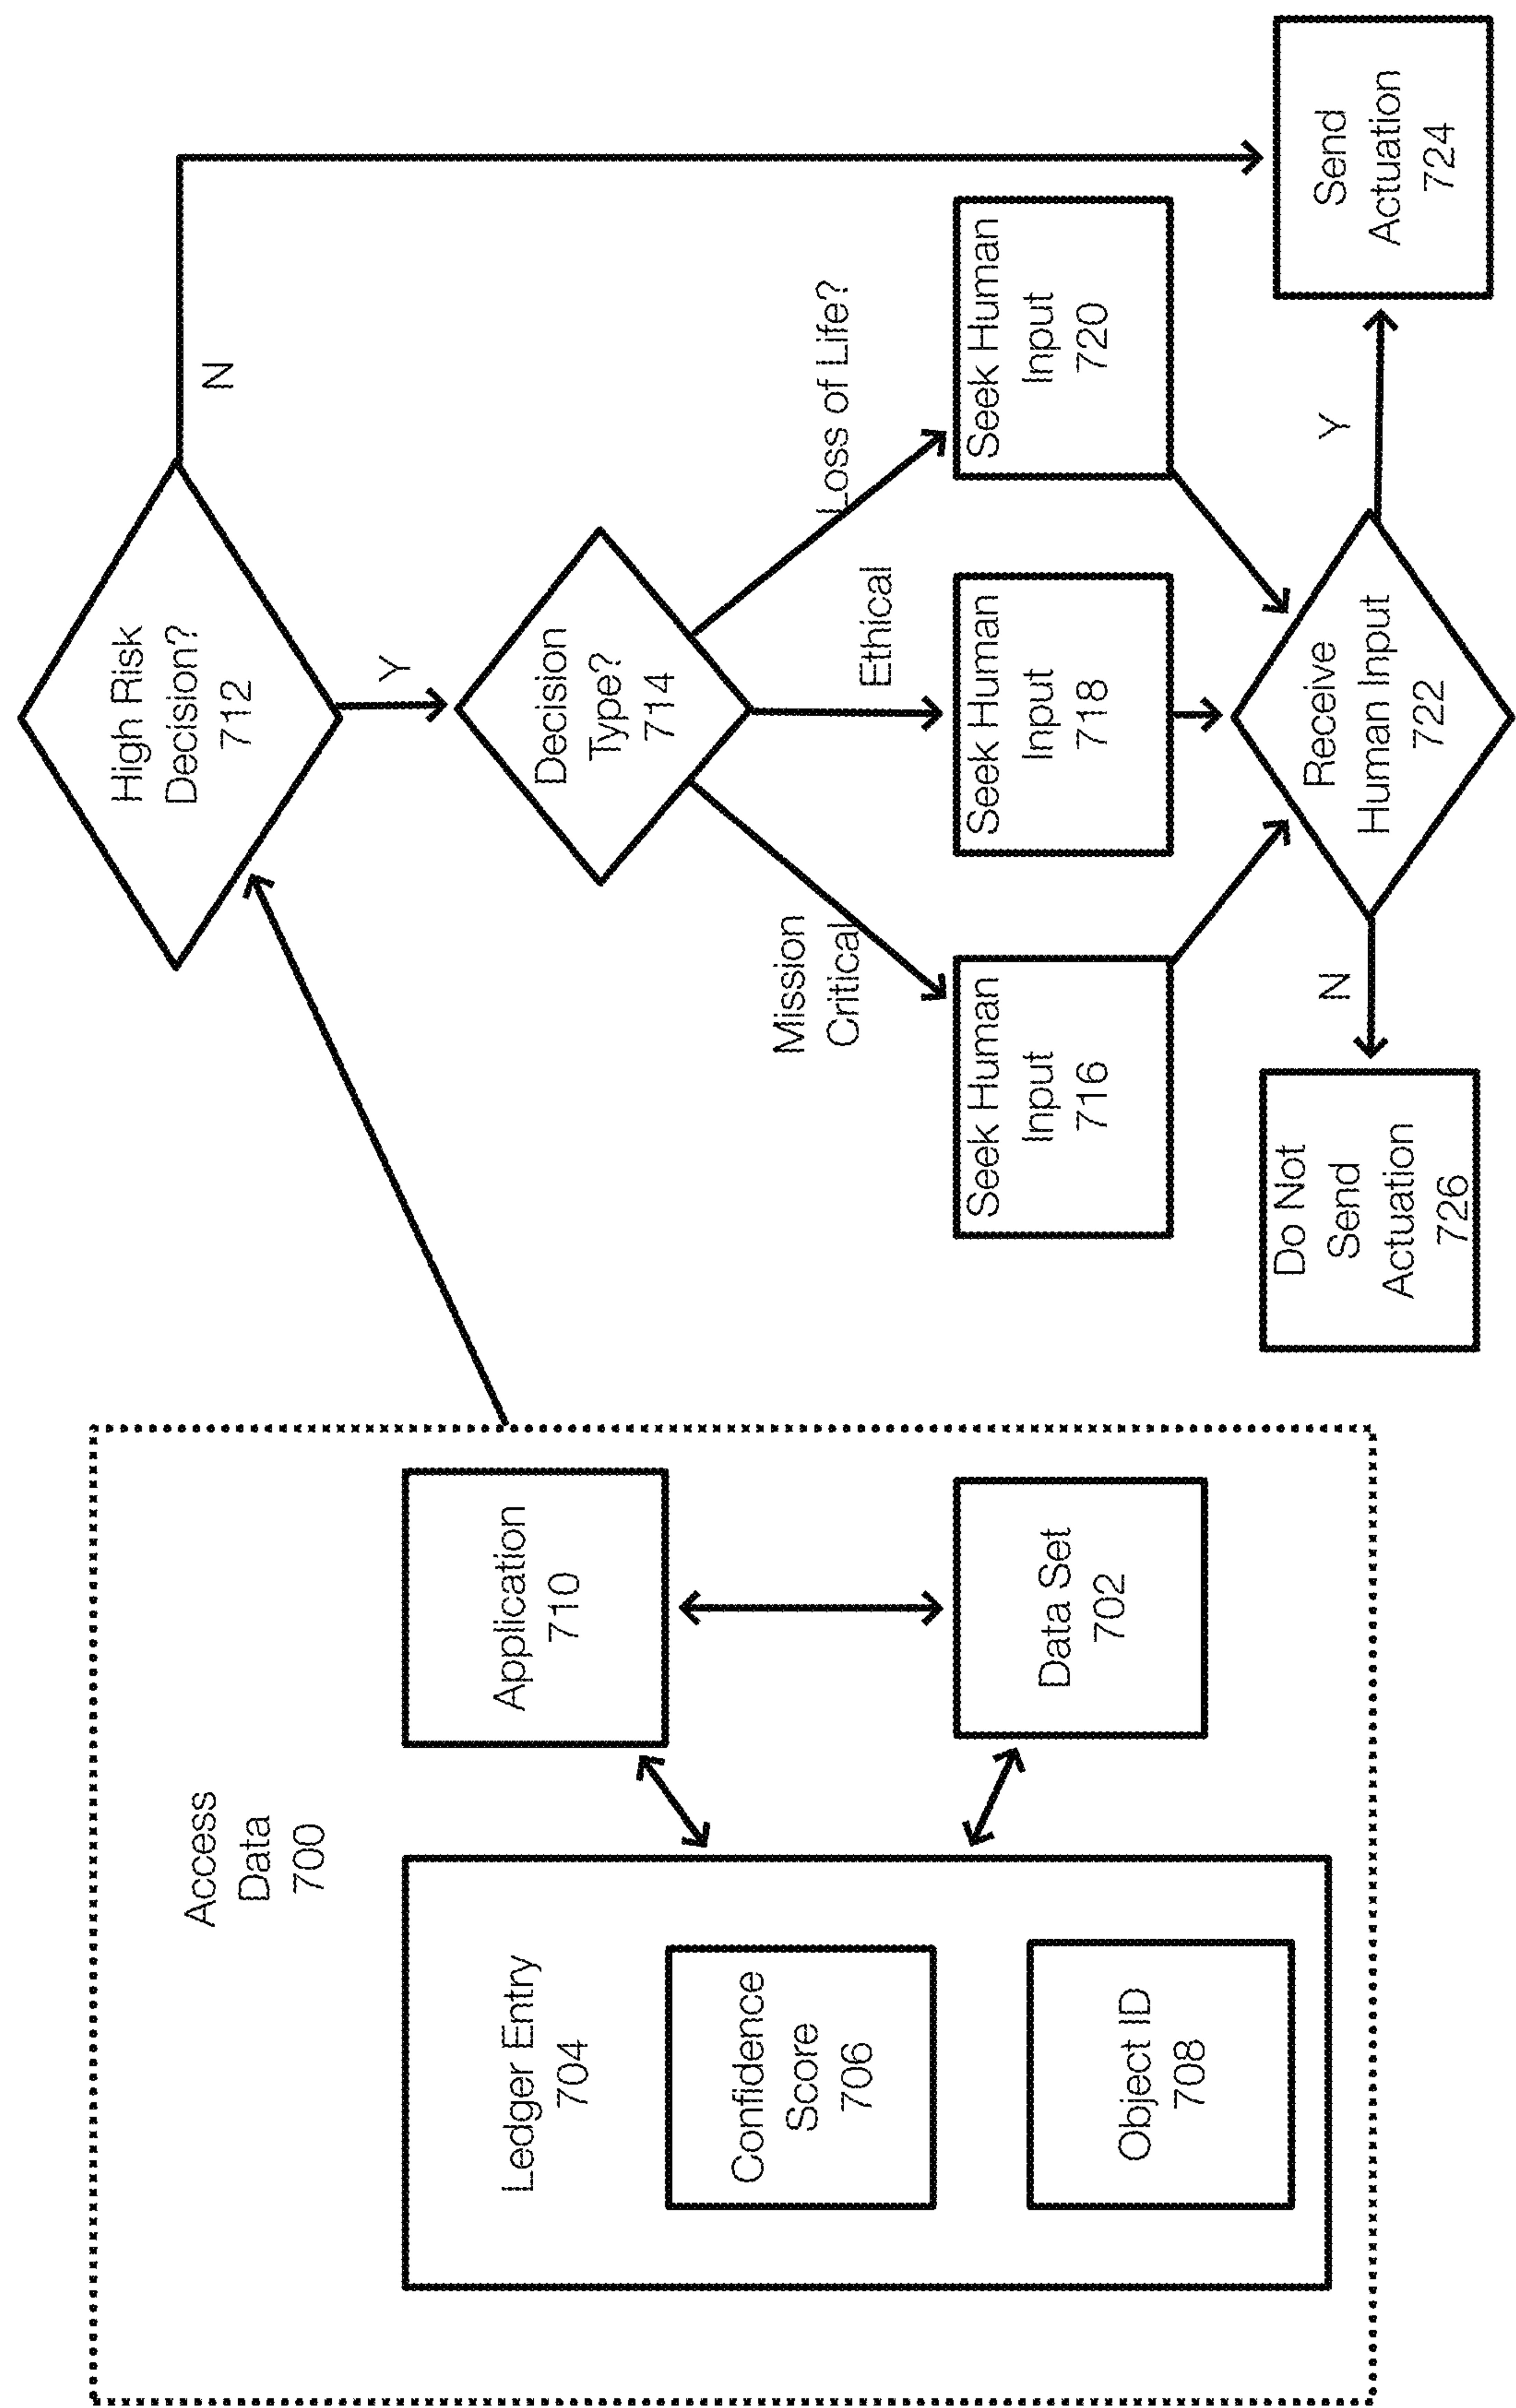 Access
Data
700
Ledger Entry
704
Confidence
Score
706
Object ID
708
Application
710
Data Set
702
High Risk
Decision?
712
N
Y
Decision
Type?
714
Mission
Critical
Ethical
Loss of Life?
Seek Human
Input
716
Seek Human
Input
718
Seek Human
Input
720
Receive
Human Input
722
N
Y
Do Not
Send
Actuation
726
Send
Actuation
724